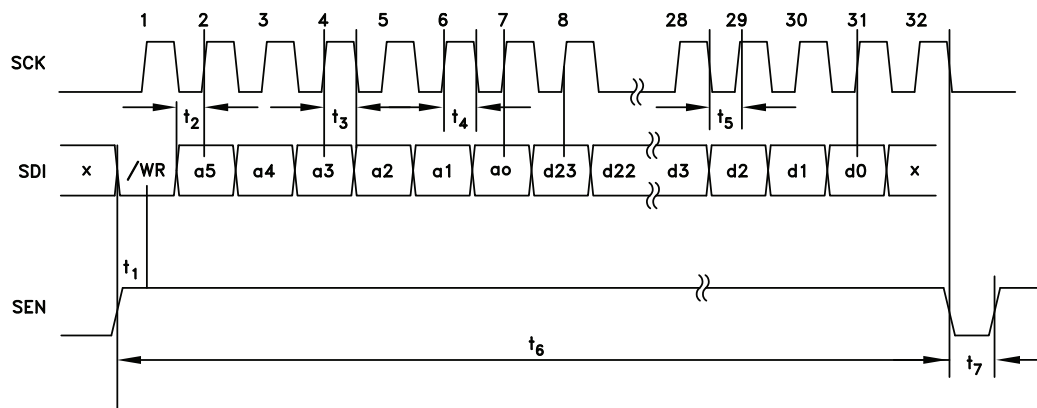 1 2 3 4 5 6 7 8 28 29 30 31 32
SCK
t2 t3 t4 t5
SDI x /WR a5 a4 a3 a2 a1 ao d23 d22 d3 d2 d1 d0 x
t1
SEN
t6
t7